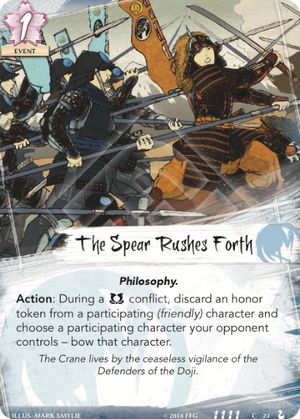 1
EVENT
The Spear Rushes Forth
Philosophy.
Action: During a conflict, discard an honor
token from a participating (friendly) character and
choose a participating character your opponent
controls – bow that character.
The Crane lives by the ceaseless vigilance of the
Defenders of the Doji.
ILLUS-MARK SMYLIE
©2018 FFG
1111
C
23